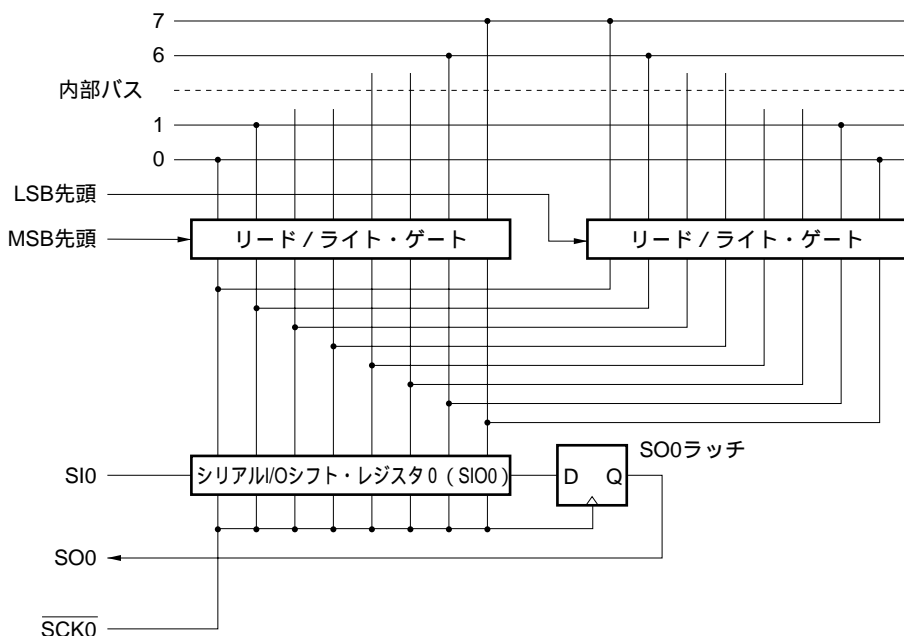 7
6
内部バス
1
0
LSB先頭
MSB先頭
リード / ライト・ゲート
リード / ライト・ゲート
SO0ラッチ
SI0
シリアルI/Oシフト・レジスタ0（SIO0）
D Q
SO0
SCK0